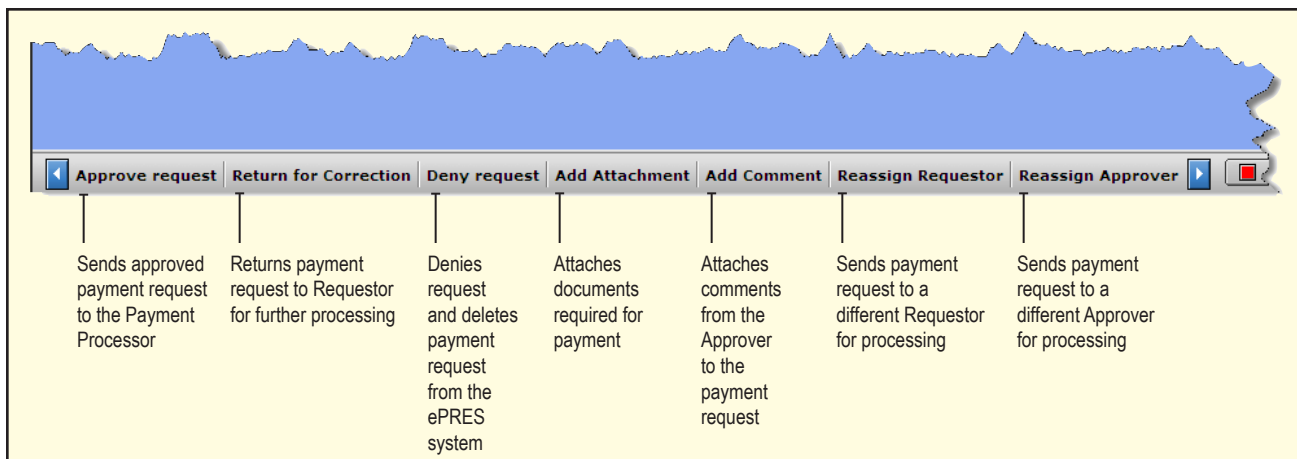 Approve request Return for Correction Deny request Add Attachment Add Comment Reassign Requestor Reassign Approver
Sends approved
payment request
to the Payment
Processor
Returns payment
request to Requestor
for further processing
Denies
request
and deletes
payment
request
from the
ePRES
system
Attaches
documents
required for
payment
Attaches
comments
from the
Approver
to the
payment
request
Sends payment
request to a
different Requestor
for processing
Sends payment
request to a
different Approver
for processing